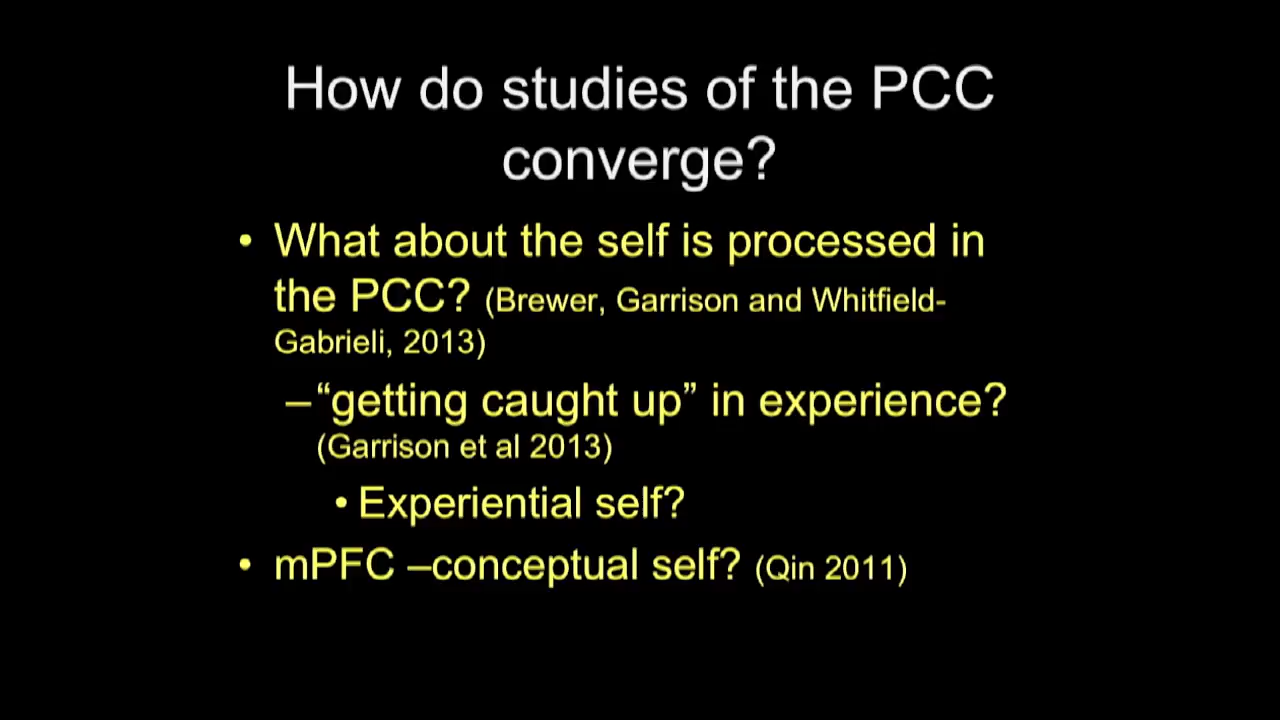 How do studies of the PCC
converge?
• What about the self is processed in
the PCC? (Brewer, Garrison and Whitfield-
Gabrieli, 2013)
–“getting caught up” in experience?
(Garrison et al 2013)
• Experiential self?
• mPFC –conceptual self? (Qin 2011)